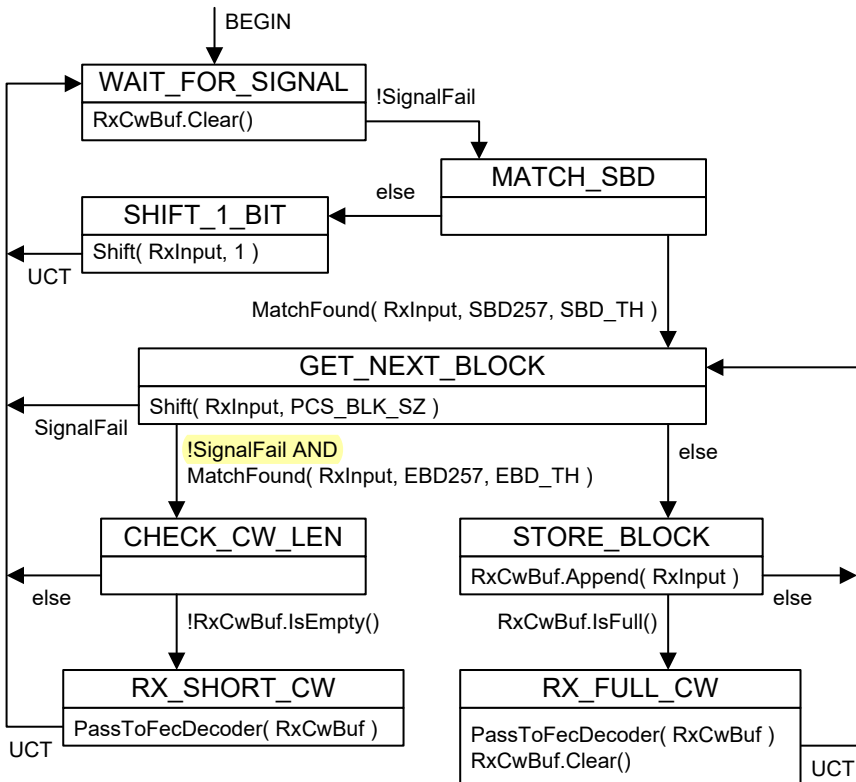 BEGIN
WAIT_FOR_SIGNAL
RxCwBuf.Clear()
!SignalFail
MATCH_SBD
else
SHIFT_1_BIT
Shift( RxInput, 1 )
UCT
MatchFound( RxInput, SBD257, SBD_TH )
GET_NEXT_BLOCK
Shift( RxInput, PCS_BLK_SZ )
SignalFail
!SignalFail AND
MatchFound( RxInput, EBD257, EBD_TH )
else
CHECK_CW_LEN
else
!RxCwBuf.IsEmpty()
STORE_BLOCK
RxCwBuf.Append( RxInput )
else
RxCwBuf.IsFull()
RX_SHORT_CW
PassToFecDecoder( RxCwBuf )
UCT
RX_FULL_CW
PassToFecDecoder( RxCwBuf )
RxCwBuf.Clear()
UCT